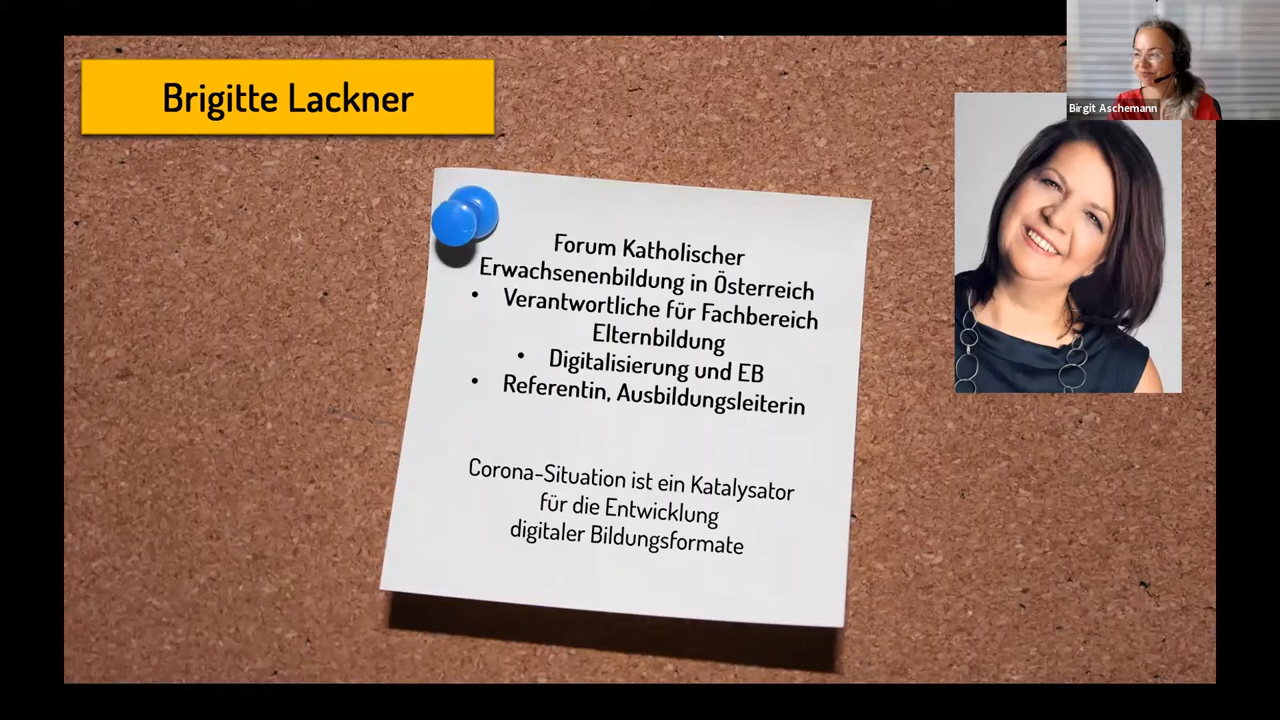 Brigitte Lackner
Birgit Aschemann
Forum Katholischer
Erwachsenenbildung in Österreich
• Verantwortliche für Fachbereich
Elternbildung
• Digitalisierung und EB
• Referentin, Ausbildungsleiterin
Corona-Situation ist ein Katalysator
für die Entwicklung
digitaler Bildungsformate